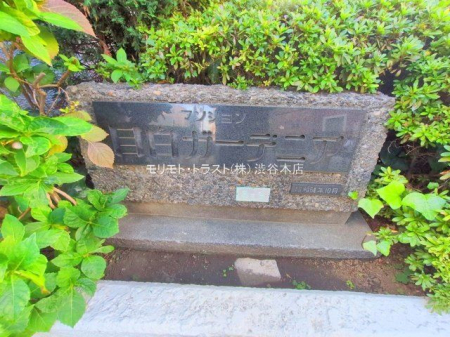 マンション
目白ガーデニア
モリモト・トラスト(株) 渋谷本店